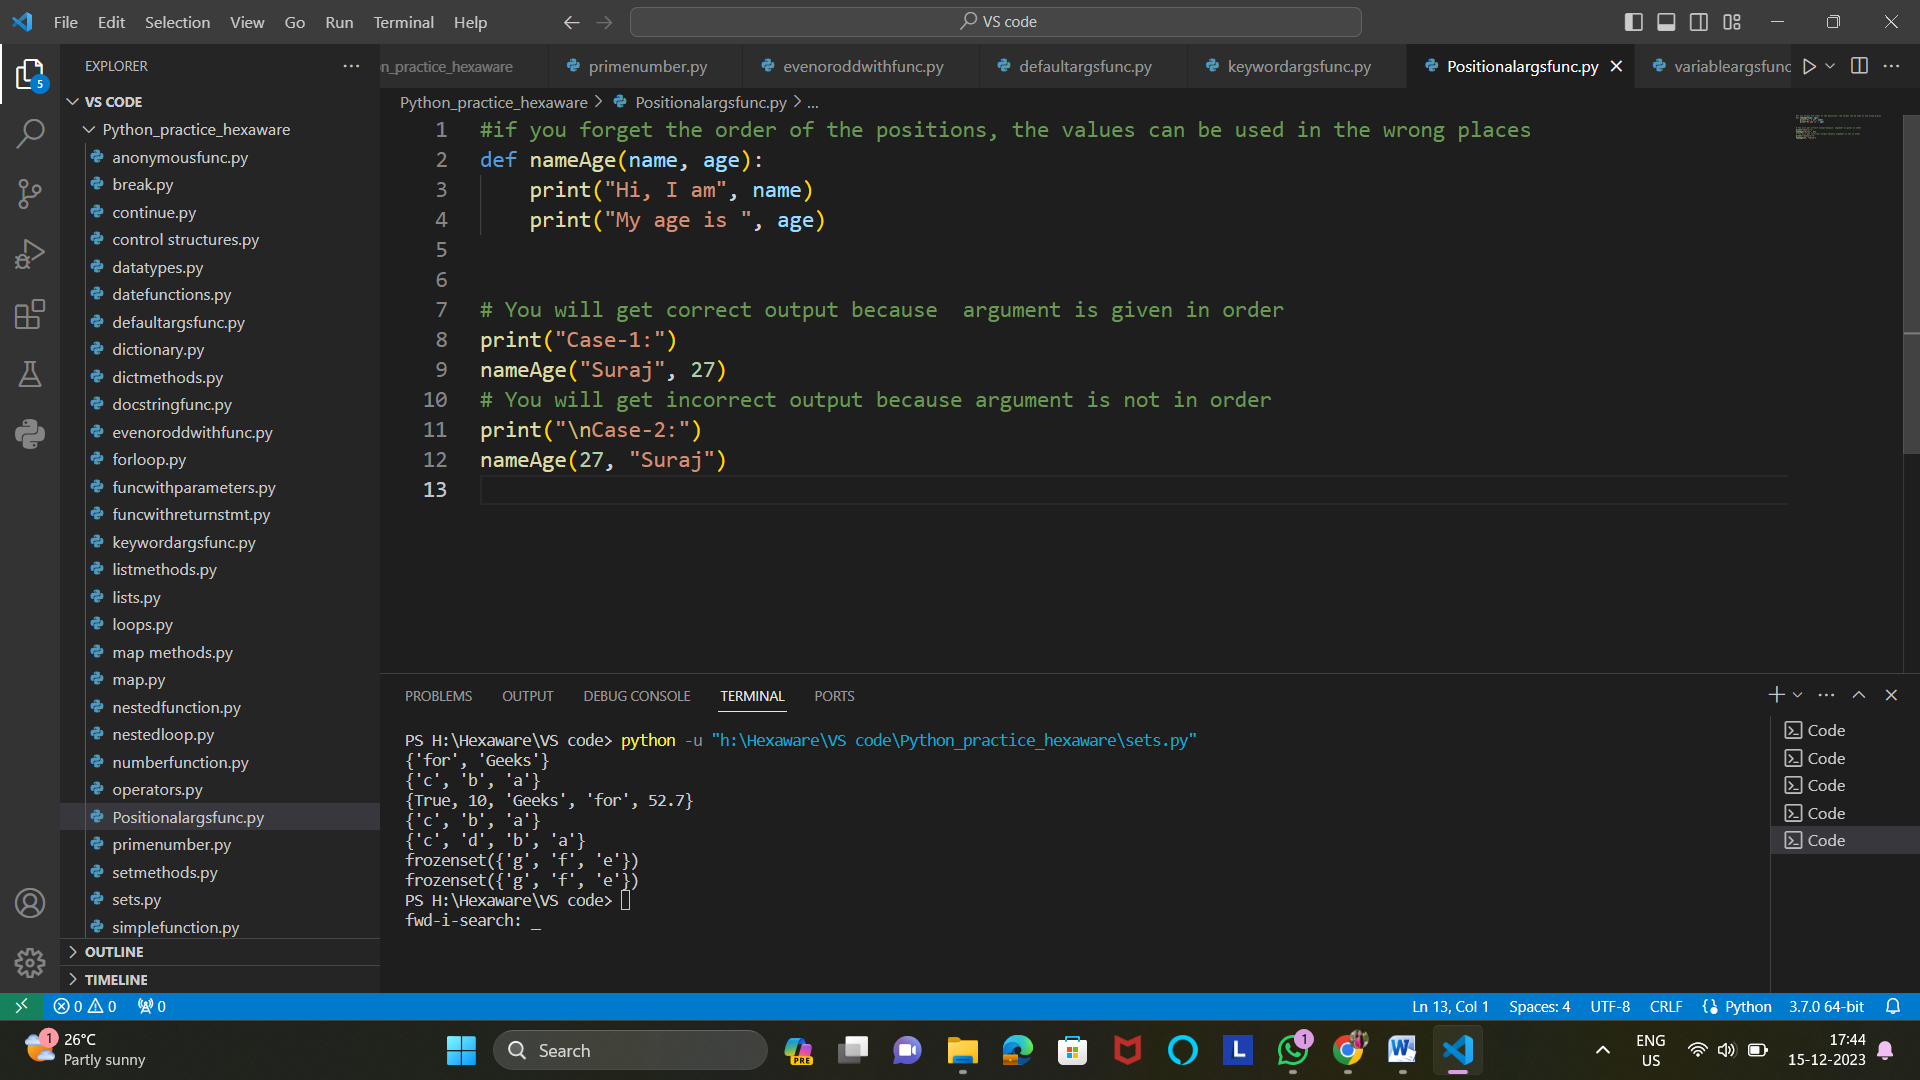 File Edit Selection View Go Run Terminal Help
VS code
EXPLORER
n_practice_hexaware
primenumber.py
evenoroddwithfunc.py
defaultargsfunc.py
keywordargsfunc.py
Positionalargsfunc.py
variableargsfunc
5
VS CODE
Python_practice_hexaware
anonymousfunc.py
break.py
continue.py
control structures.py
datatypes.py
datefunctions.py
defaultargsfunc.py
dictionary.py
dictmethods.py
docstringfunc.py
evenoroddwithfunc.py
forloop.py
funcwithparameters.py
funcwithreturnstmt.py
keywordargsfunc.py
listmethods.py
lists.py
loops.py
map methods.py
map.py
nestedfunction.py
nestedloop.py
numberfunction.py
operators.py
Positionalargsfunc.py
primenumber.py
setmethods.py
sets.py
simplefunction.py
OUTLINE
TIMELINE
Python_practice_hexaware > Positionalargsfunc.py > ...
1 #if you forget the order of the positions, the values can be used in the wrong places
2 def nameAge(name, age):
3     print("Hi, I am", name)
4     print("My age is ", age)
5
6
7 # You will get correct output because  argument is given in order
8 print("Case-1:")
9 nameAge("Suraj", 27)
10 # You will get incorrect output because argument is not in order
11 print("\nCase-2:")
12 nameAge(27, "Suraj")
13
PROBLEMS OUTPUT DEBUG CONSOLE TERMINAL PORTS
PS H:\Hexaware\VS code> python -u "h:\Hexaware\VS code\Python_practice_hexaware\sets.py"
{'for', 'Geeks'}
{'c', 'b', 'a'}
{True, 10, 'Geeks', 'for', 52.7}
{'c', 'b', 'a'}
{'c', 'd', 'b', 'a'}
frozenset({'g', 'f', 'e'})
frozenset({'g', 'f', 'e'})
PS H:\Hexaware\VS code>
fwd-i-search: _
Code
Code
Code
Code
Code
0 0 0
Ln 13, Col 1 Spaces: 4 UTF-8 CRLF Python 3.7.0 64-bit
1
26°C
Partly sunny
Search
PRE
L
1
ENG
US
17:44
15-12-2023